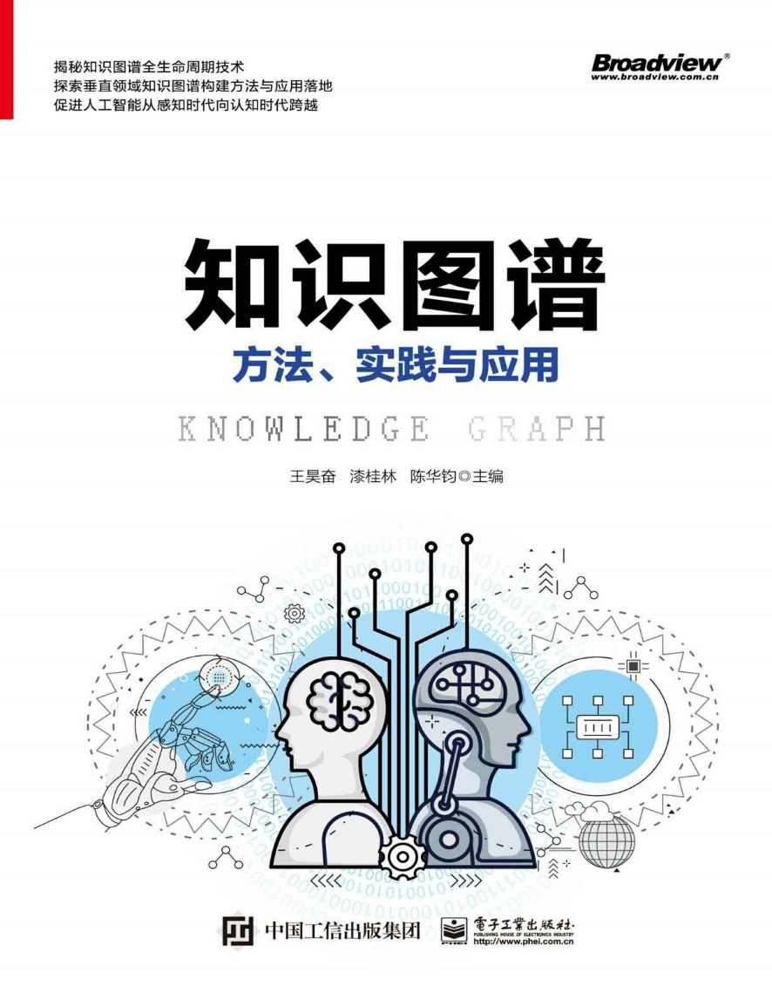 揭秘知识图谱全生命周期技术
探索垂直领域知识图谱构建方法与应用落地
促进人工智能从感知时代向认知时代跨越
Broadview®
www.broadview.com.cn
知识图谱
方法、实践与应用
KNOWLEDGE GRAPH
王昊奋 漆桂林 陈华钧◎主编
中国工信出版集团
電子工業出版社·
PUBLISHING HOUSE OF ELECTRONICS INDUSTRY
http://www.phei.com.cn